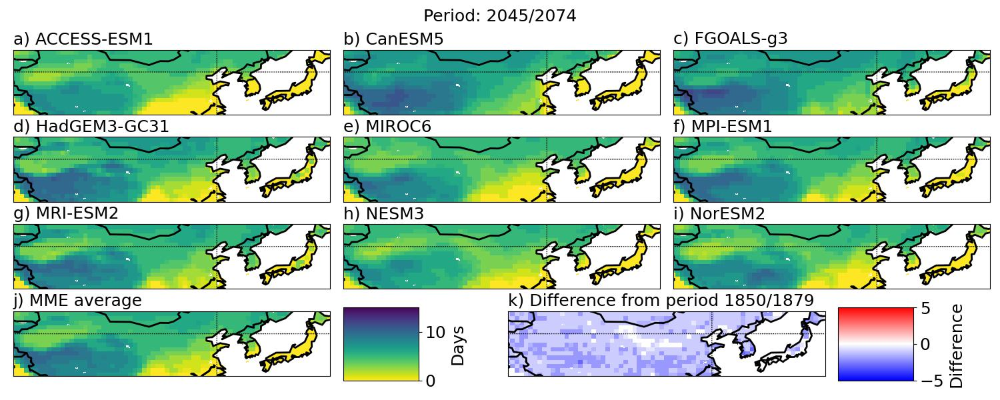 Period: 2045/2074
a) ACCESS-ESM1
b) CanESM5
c) FGOALS-g3
d) HadGEM3-GC31
e) MIROC6
f) MPI-ESM1
g) MRI-ESM2
h) NESM3
i) NorESM2
j) MME average
k) Difference from period 1850/1879
10
0
Days
5
0
−5
Difference